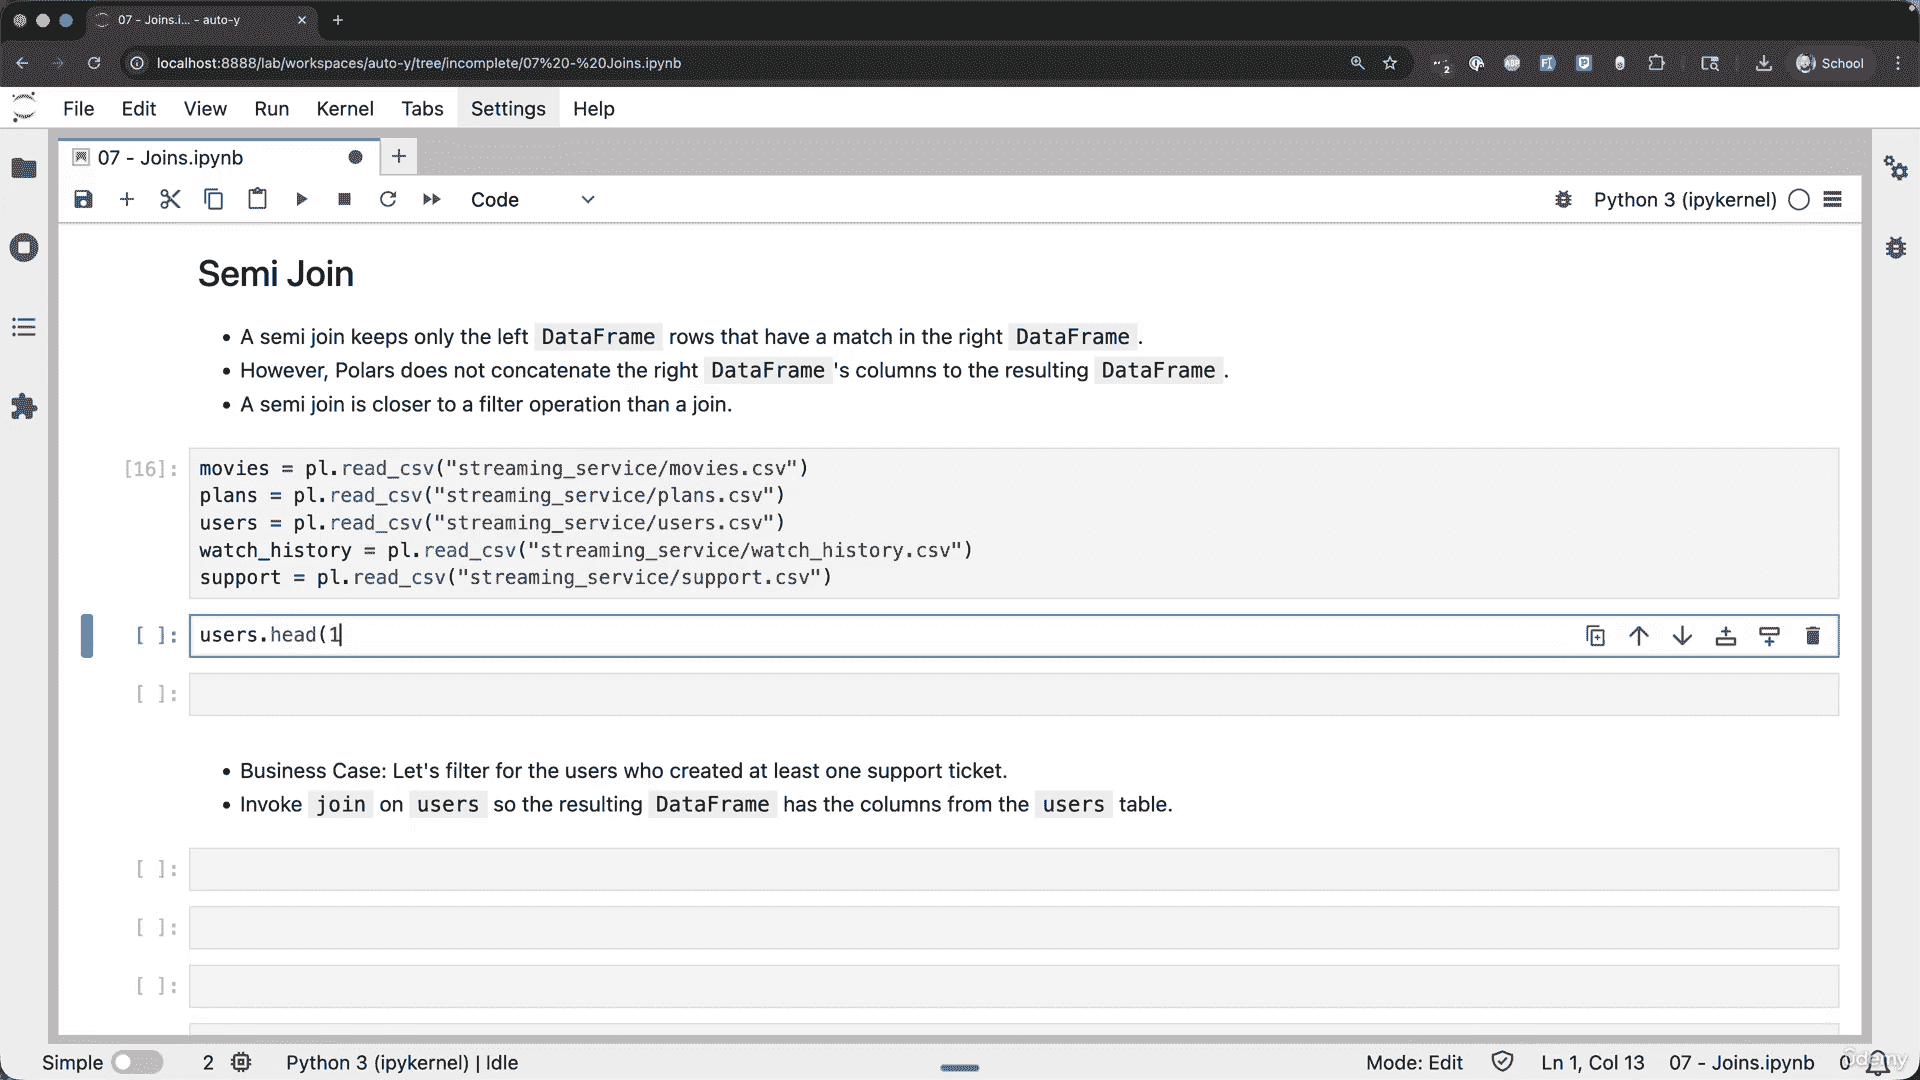 07 - Joins.i... - auto-y
localhost:8888/lab/workspaces/auto-y/tree/incomplete/07%20-%20Joins.ipynb
2
ABP
School
File Edit View Run Kernel Tabs Settings Help
07 - Joins.ipynb
Code
Python 3 (ipykernel)
Semi Join
• A semi join keeps only the left DataFrame rows that have a match in the right DataFrame .
• However, Polars does not concatenate the right DataFrame 's columns to the resulting DataFrame .
• A semi join is closer to a filter operation than a join.
[16]: movies = pl.read_csv("streaming_service/movies.csv")
plans = pl.read_csv("streaming_service/plans.csv")
users = pl.read_csv("streaming_service/users.csv")
watch_history = pl.read_csv("streaming_service/watch_history.csv")
support = pl.read_csv("streaming_service/support.csv")
[ ]: users.head(1
[ ]:
• Business Case: Let's filter for the users who created at least one support ticket.
• Invoke join on users so the resulting DataFrame has the columns from the users table.
[ ]:
[ ]:
[ ]:
Simple 2 Python 3 (ipykernel) | Idle Mode: Edit Ln 1, Col 13 07 - Joins.ipynb 0
udemy